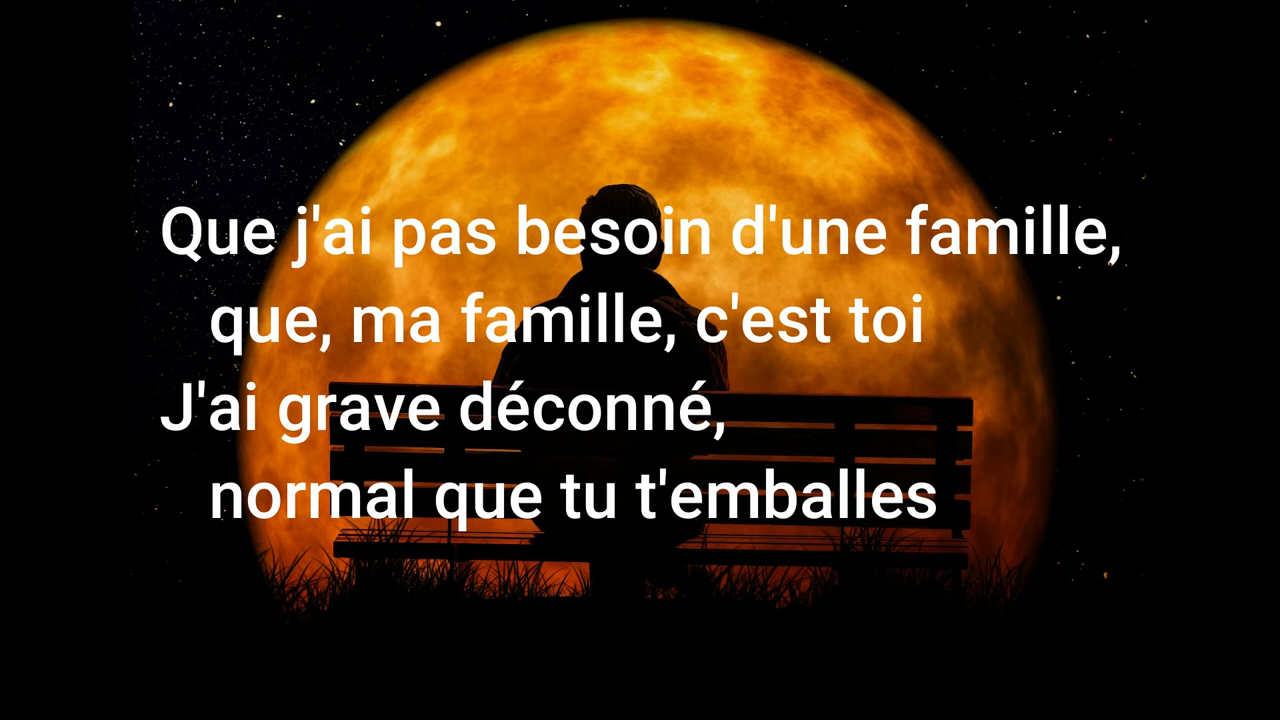 Que j'ai pas besoin d'une famille,
que, ma famille, c'est toi
J'ai grave déconné,
normal que tu t'emballes